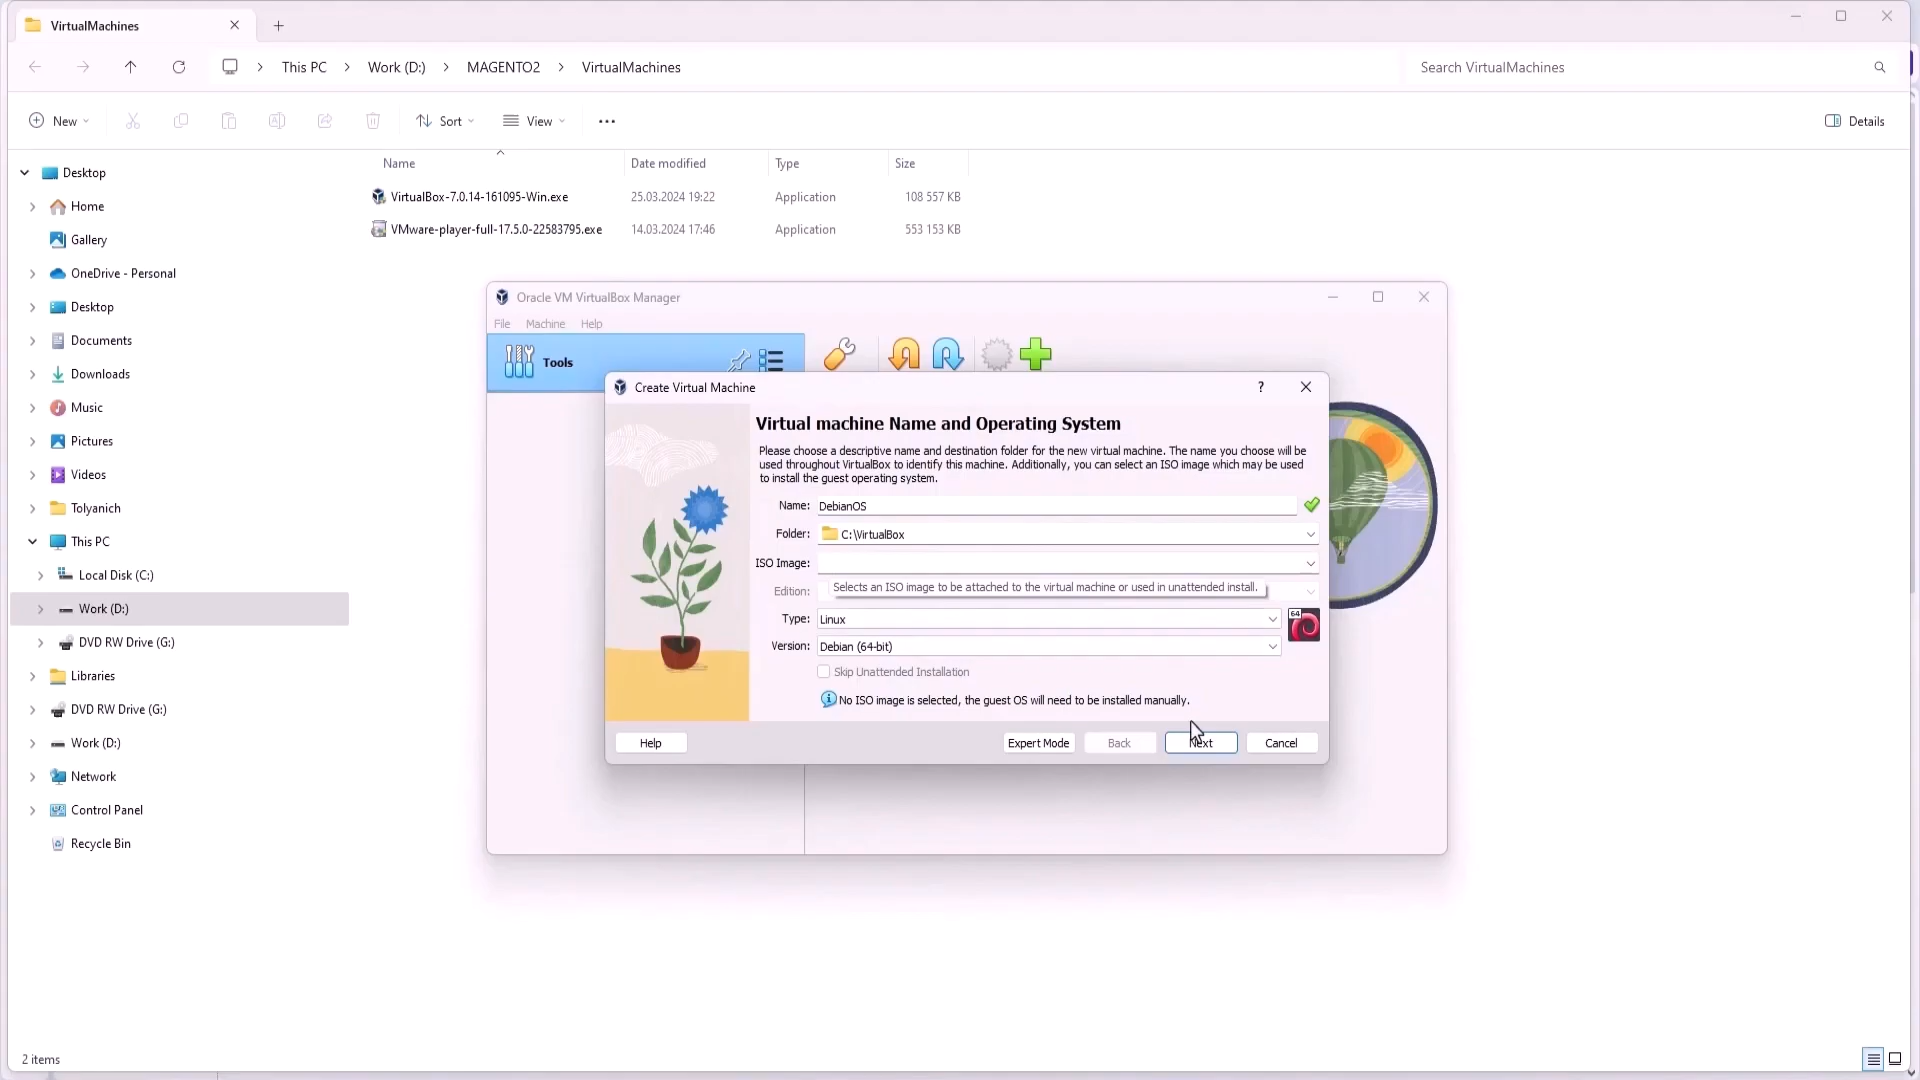 VirtualMachines
This PC
Work (D:)
MAGENTO2
VirtualMachines
Search VirtualMachines
New
Sort
View
Details
Name
Date modified
Type
Size
VirtualBox-7.0.14-161095-Win.exe
25.03.2024 19:22
Application
108 557 KB
VMware-player-full-17.5.0-22583795.exe
14.03.2024 17:46
Application
553 153 KB
Desktop
Home
Gallery
OneDrive - Personal
Desktop
Documents
Downloads
Music
Pictures
Videos
Tolyanich
This PC
Local Disk (C:)
Work (D:)
DVD RW Drive (G:)
Libraries
DVD RW Drive (G:)
Work (D:)
Network
Control Panel
Recycle Bin
Oracle VM VirtualBox Manager
File
Machine
Help
Tools
Create Virtual Machine
?
Virtual machine Name and Operating System
Please choose a descriptive name and destination folder for the new virtual machine. The name you choose will be
used throughout VirtualBox to identify this machine. Additionally, you can select an ISO image which may be used
to install the guest operating system.
Name: DebianOS
Folder: C:\VirtualBox
ISO Image:
Edition:
Selects an ISO image to be attached to the virtual machine or used in unattended install.
Type: Linux
64
Version: Debian (64-bit)
Skip Unattended Installation
No ISO image is selected, the guest OS will need to be installed manually.
Help
Expert Mode
Back
Next
Cancel
2 items